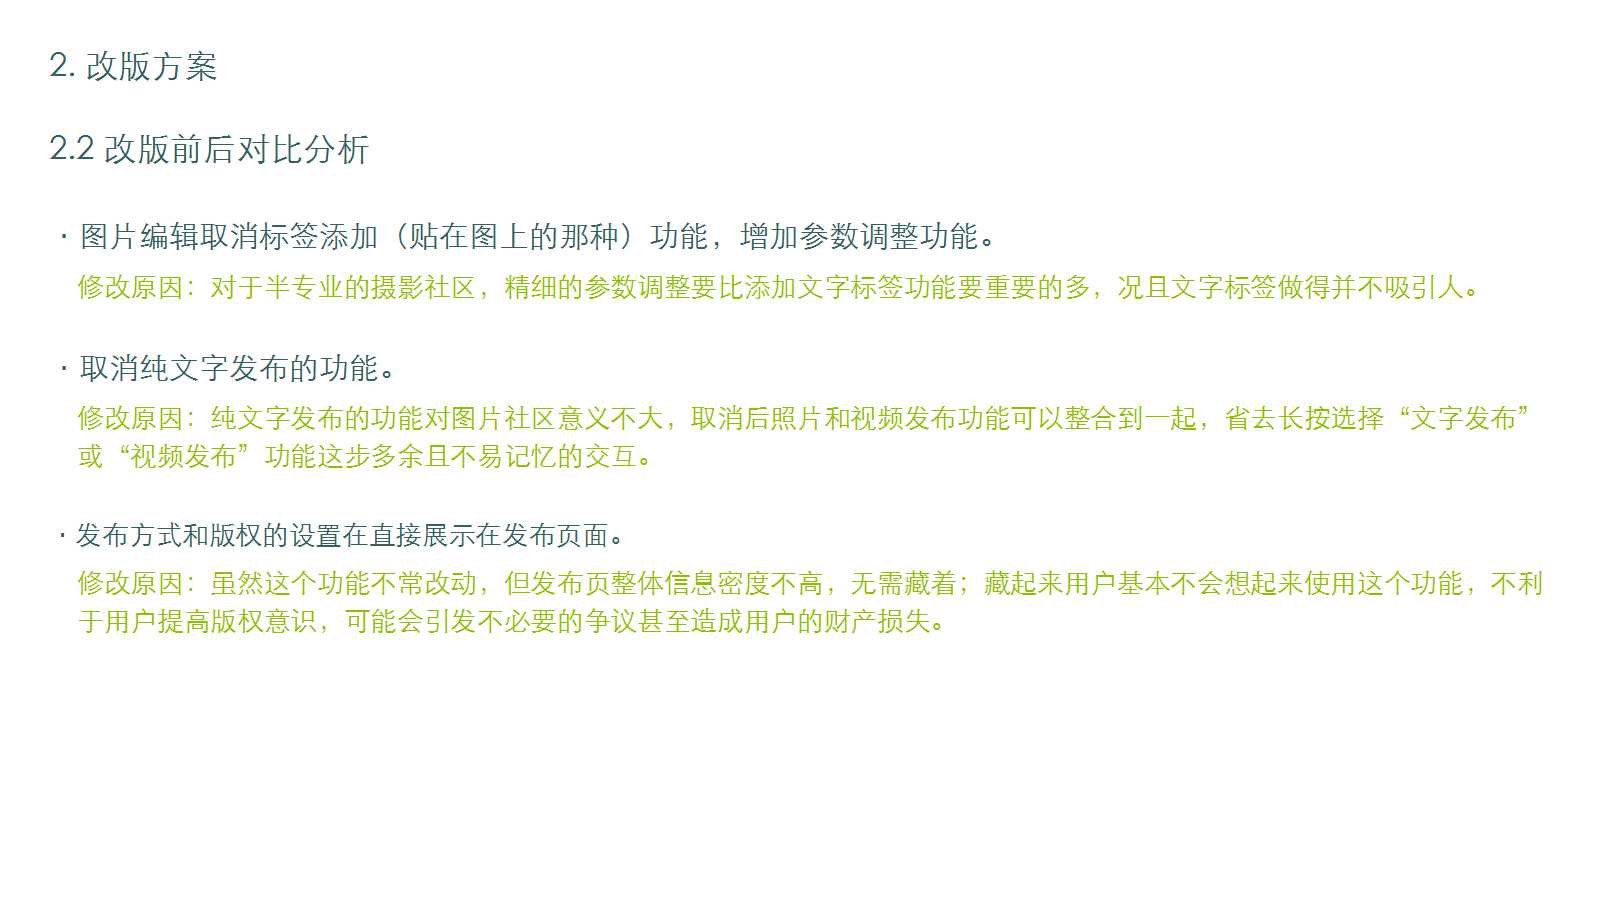 2. 改版方案
2.2 改版前后对比分析
· 图片编辑取消标签添加（贴在图上的那种）功能，增加参数调整功能。
修改原因：对于半专业的摄影社区，精细的参数调整要比添加文字标签功能要重要的多，况且文字标签做得并不吸引人。
· 取消纯文字发布的功能。
修改原因：纯文字发布的功能对图片社区意义不大，取消后照片和视频发布功能可以整合到一起，省去长按选择“文字发布”
或“视频发布”功能这步多余且不易记忆的交互。
· 发布方式和版权的设置在直接展示在发布页面。
修改原因：虽然这个功能不常改动，但发布页整体信息密度不高，无需藏着；藏起来用户基本不会想起来使用这个功能，不利
于用户提高版权意识，可能会引发不必要的争议甚至造成用户的财产损失。